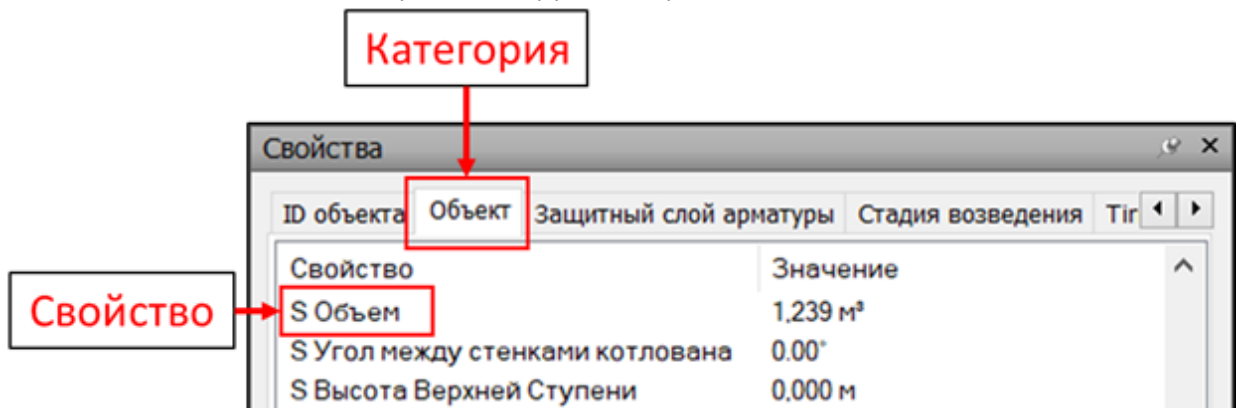 Категория
Свойства
ID объекта Объект Защитный слой арматуры Стадия возведения Tir
Свойство Значение
Свойство
S Объем 1,239 м³
S Угол между стенками котлована 0.00°
S Высота Верхней Ступени 0,000 м